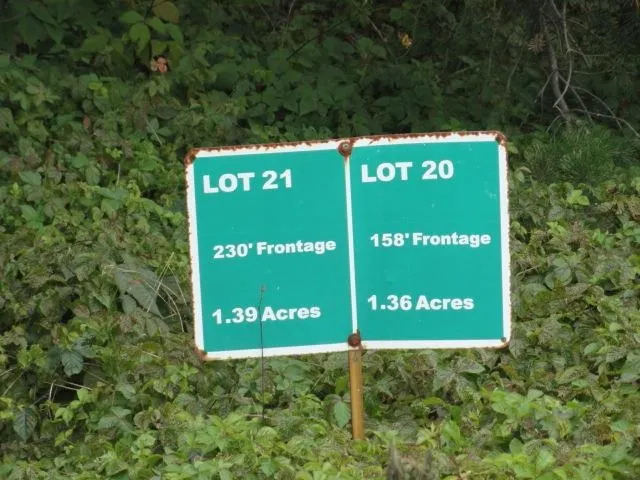 LOT 21
230' Frontage
1.39 Acres
LOT 20
158' Frontage
1.36 Acres